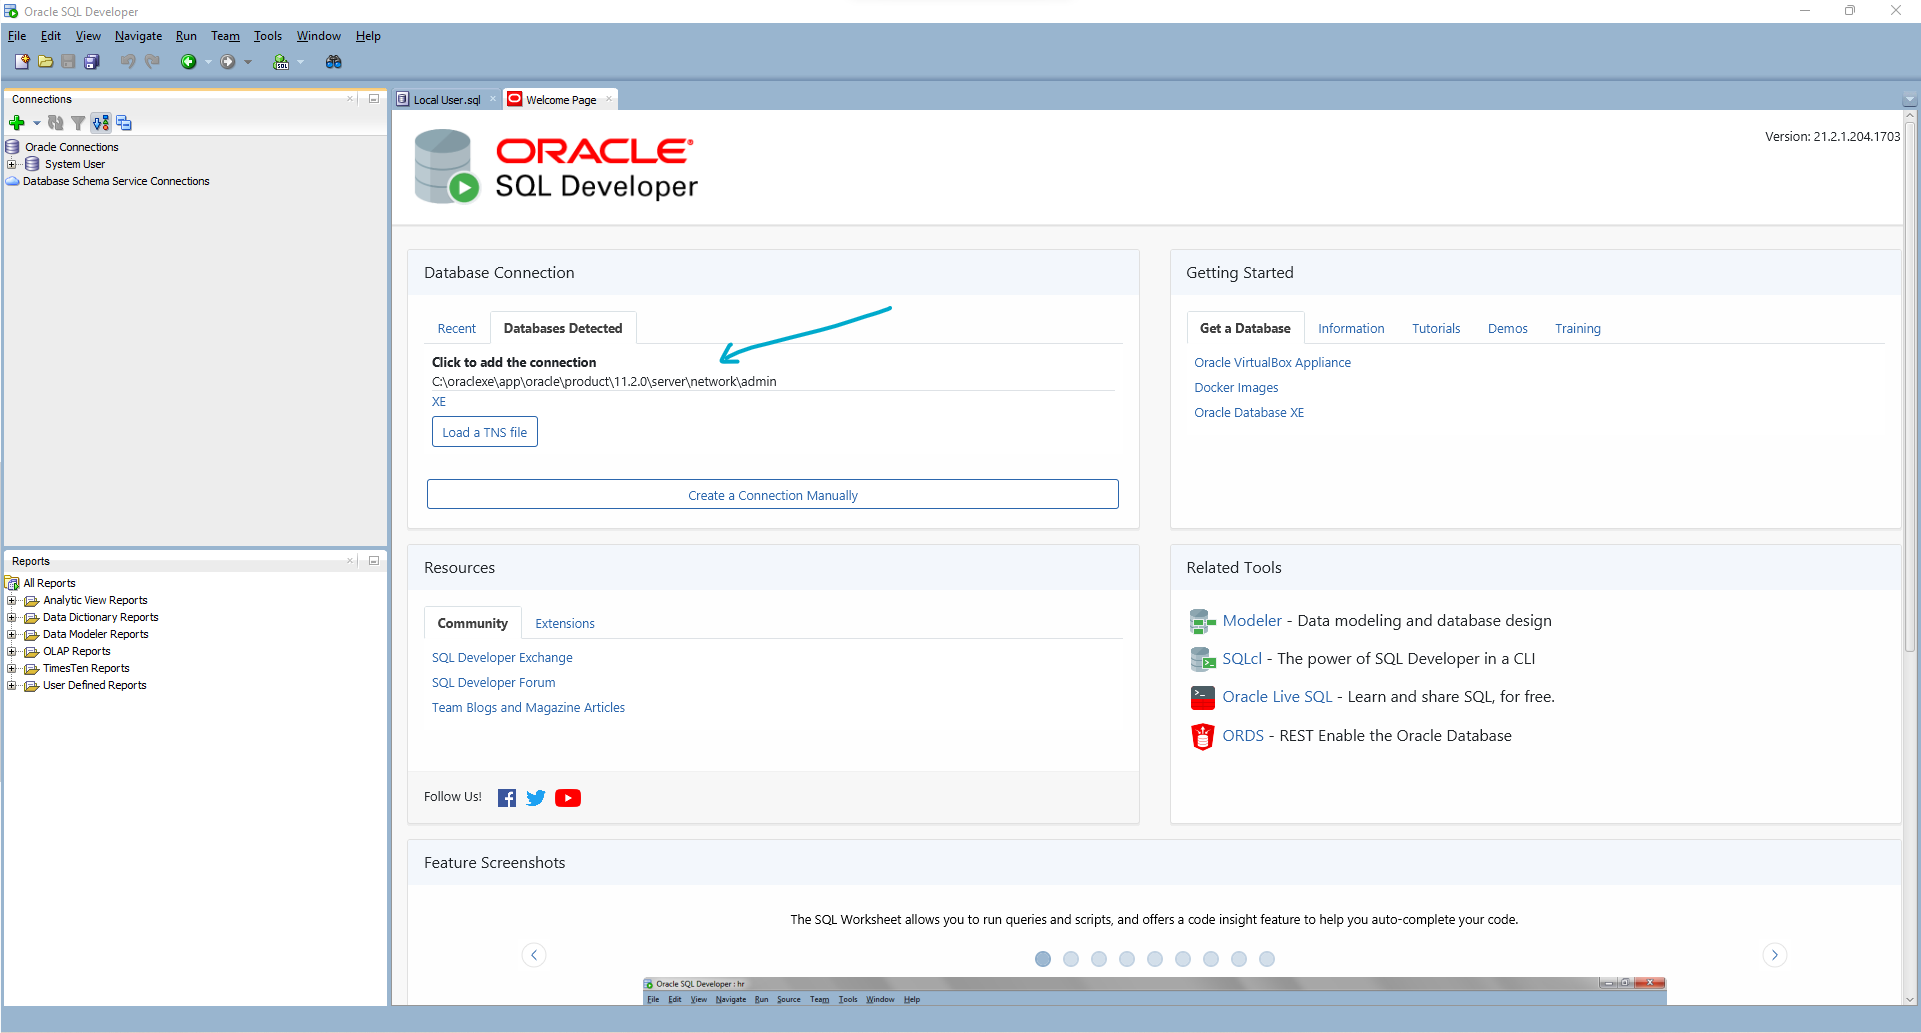 Oracle SQL Developer
File Edit View Navigate Run Team Tools Window Help
Connections
Oracle Connections
System User
Database Schema Service Connections
Reports
All Reports
Analytic View Reports
Data Dictionary Reports
Data Modeler Reports
OLAP Reports
TimesTen Reports
User Defined Reports
Local User.sql
Welcome Page
ORACLE
SQL Developer
Version: 21.2.1.204.1703
Database Connection
Recent Databases Detected
Click to add the connection
C:\oraclexe\app\oracle\product\11.2.0\server\network\admin
XE
Load a TNS file
Create a Connection Manually
Getting Started
Get a Database Information Tutorials Demos Training
Oracle VirtualBox Appliance
Docker Images
Oracle Database XE
Resources
Community Extensions
SQL Developer Exchange
SQL Developer Forum
Team Blogs and Magazine Articles
Follow Us!
Related Tools
Modeler - Data modeling and database design
SQLcl - The power of SQL Developer in a CLI
Oracle Live SQL - Learn and share SQL, for free.
ORDS - REST Enable the Oracle Database
Feature Screenshots
The SQL Worksheet allows you to run queries and scripts, and offers a code insight feature to help you auto-complete your code.
Oracle SQL Developer : hr
File Edit View Navigate Run Source Team Tools Window Help